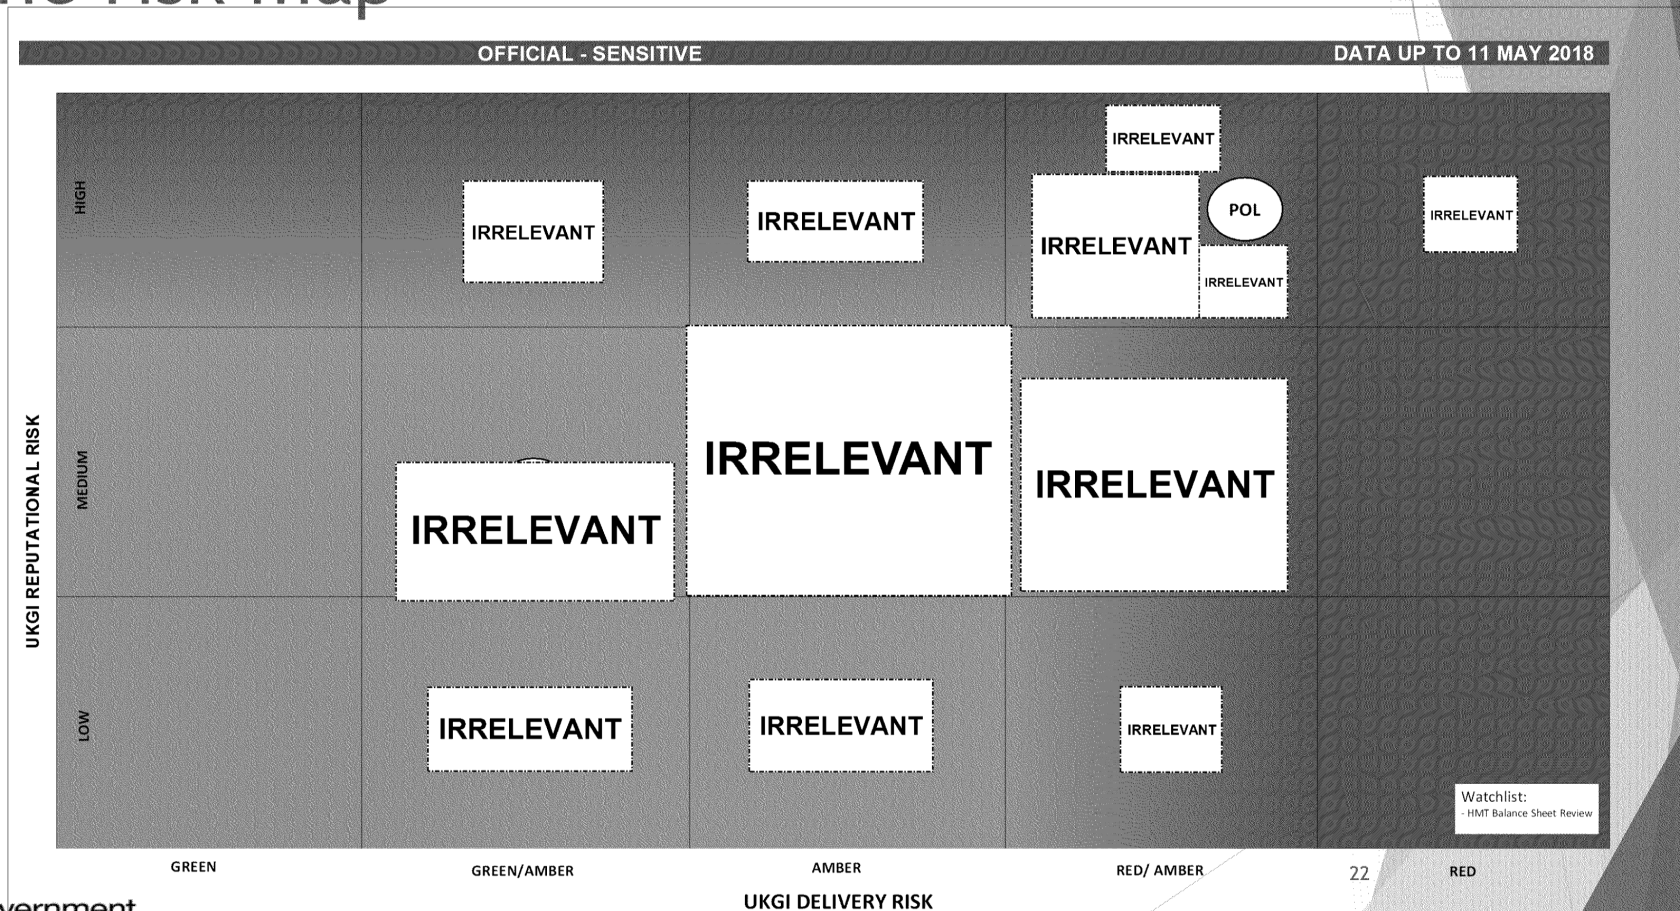 OFFICIAL - SENSITIVE
DATA UP TO 11 MAY 2018
UKGI REPUTATIONAL RISK
HIGH
IRRELEVANT
IRRELEVANT
IRRELEVANT
IRRELEVANT
POL
IRRELEVANT
IRRELEVANT
MEDIUM
IRRELEVANT
IRRELEVANT
IRRELEVANT
LOW
IRRELEVANT
IRRELEVANT
IRRELEVANT
Watchlist:
- HMT Balance Sheet Review
GREEN
GREEN/AMBER
AMBER
RED/ AMBER
22
RED
UKGI DELIVERY RISK